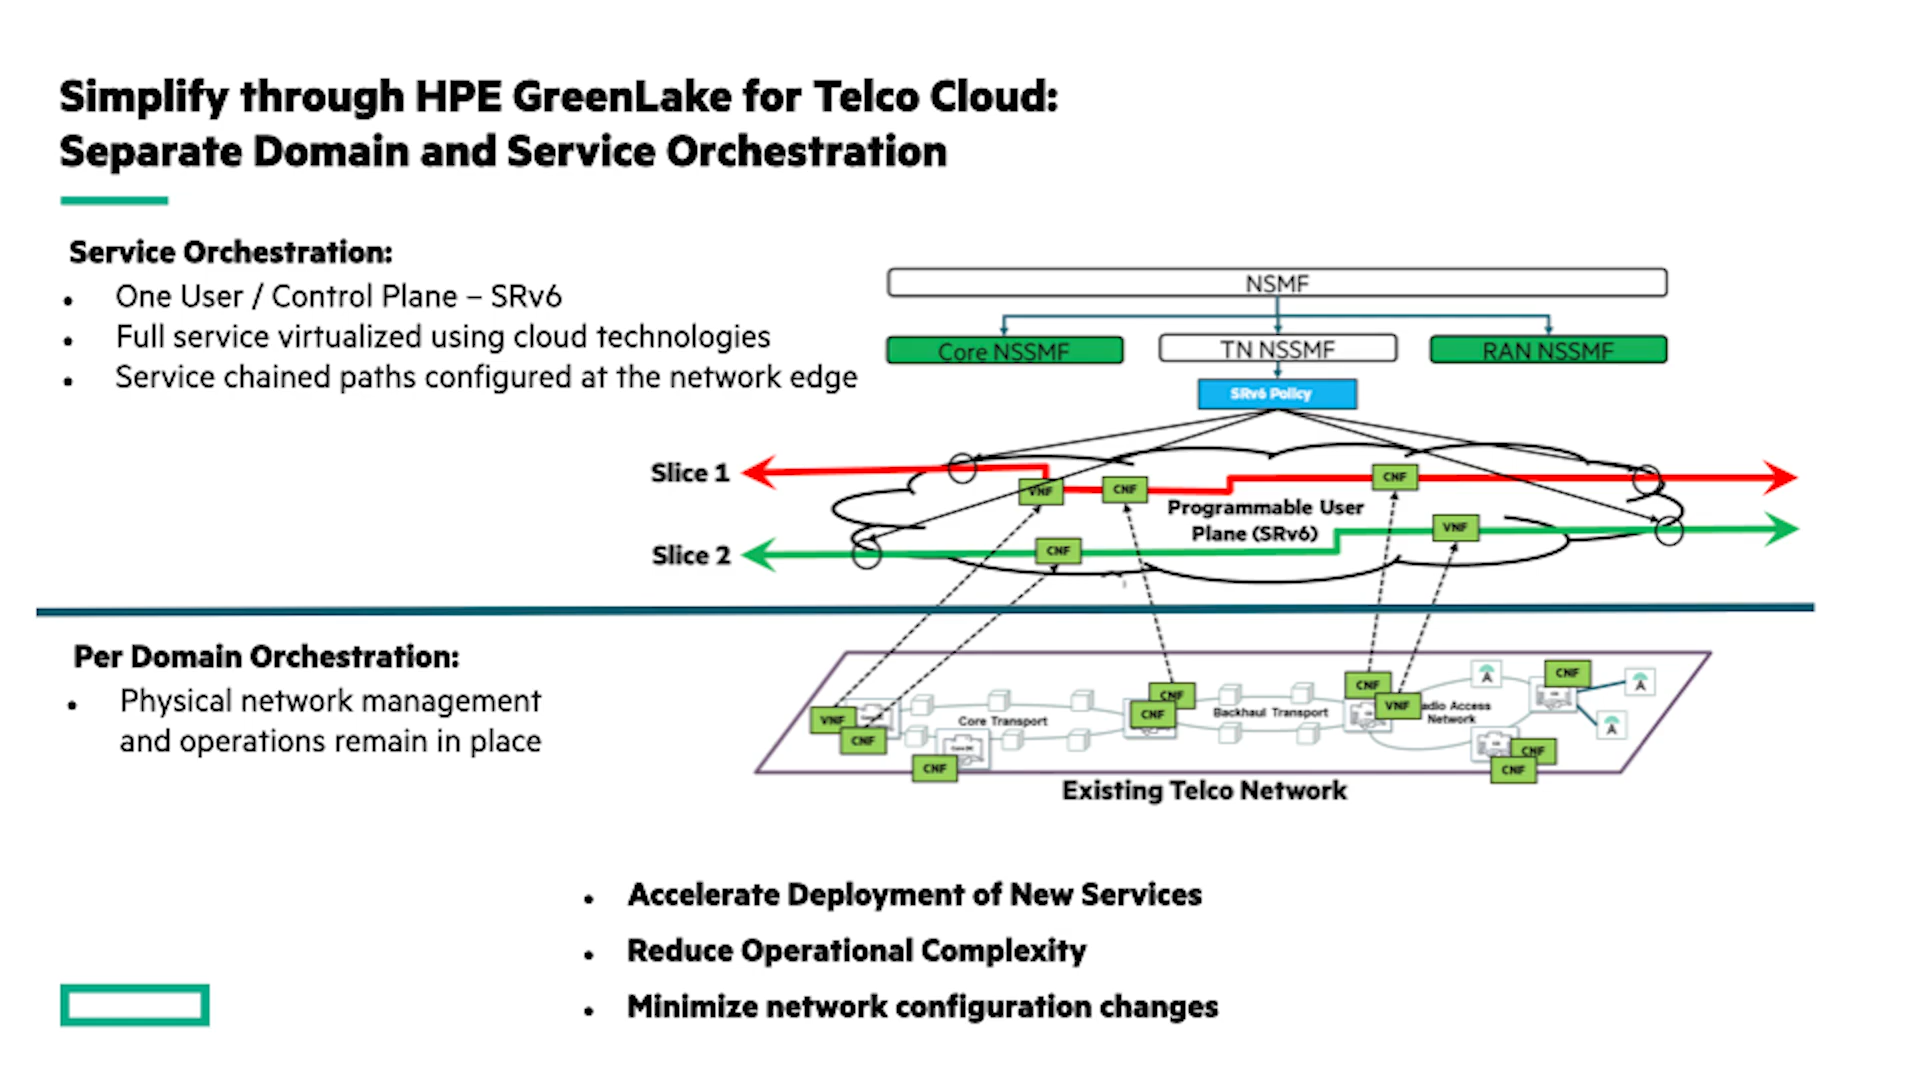 Simplify through HPE GreenLake for Telco Cloud:
Separate Domain and Service Orchestration
Service Orchestration:
• One User / Control Plane – SRv6
• Full service virtualized using cloud technologies
• Service chained paths configured at the network edge
NSMF
Core NSSMF
TN NSSMF
RAN NSSMF
SRv6 Policy
Slice 1
VNF
CNF
CNF
Programmable User
Plane (SRv6)
Slice 2
CNF
VNF
Per Domain Orchestration:
• Physical network management
and operations remain in place
VNF
CNF
CNF
Core Transport
CNF
CNF
Backhaul Transport
CNF
VNF
Access
Network
CNF
CNF
CNF
Existing Telco Network
• Accelerate Deployment of New Services
• Reduce Operational Complexity
• Minimize network configuration changes